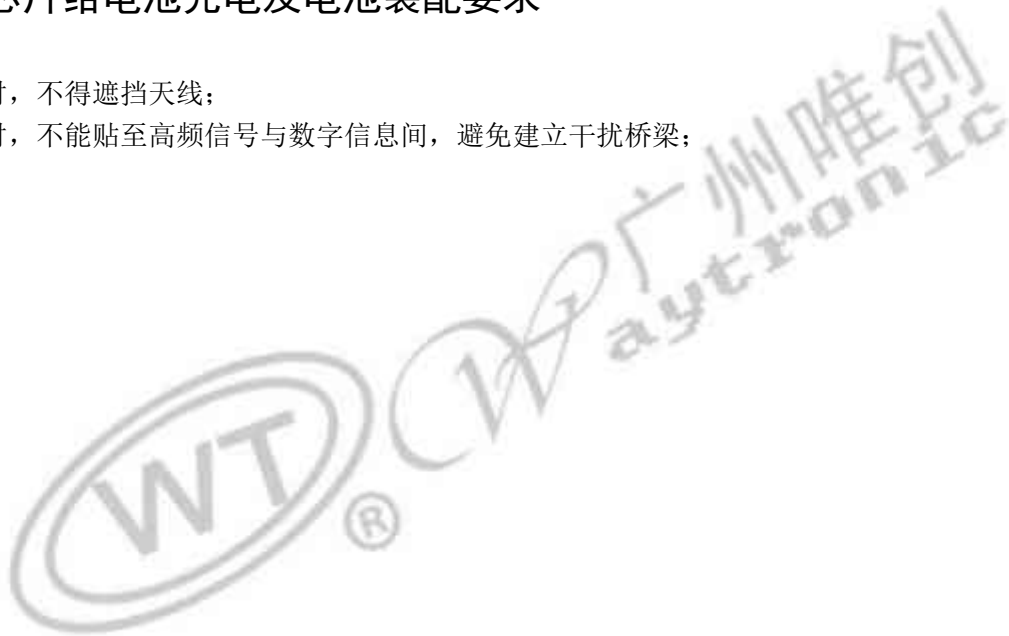 芯片给电池充电及电池装配要求
时，不得遮挡天线；
时，不能贴至高频信号与数字信息间，避免建立干扰桥梁；
广州唯创
Waytronic
WT
®